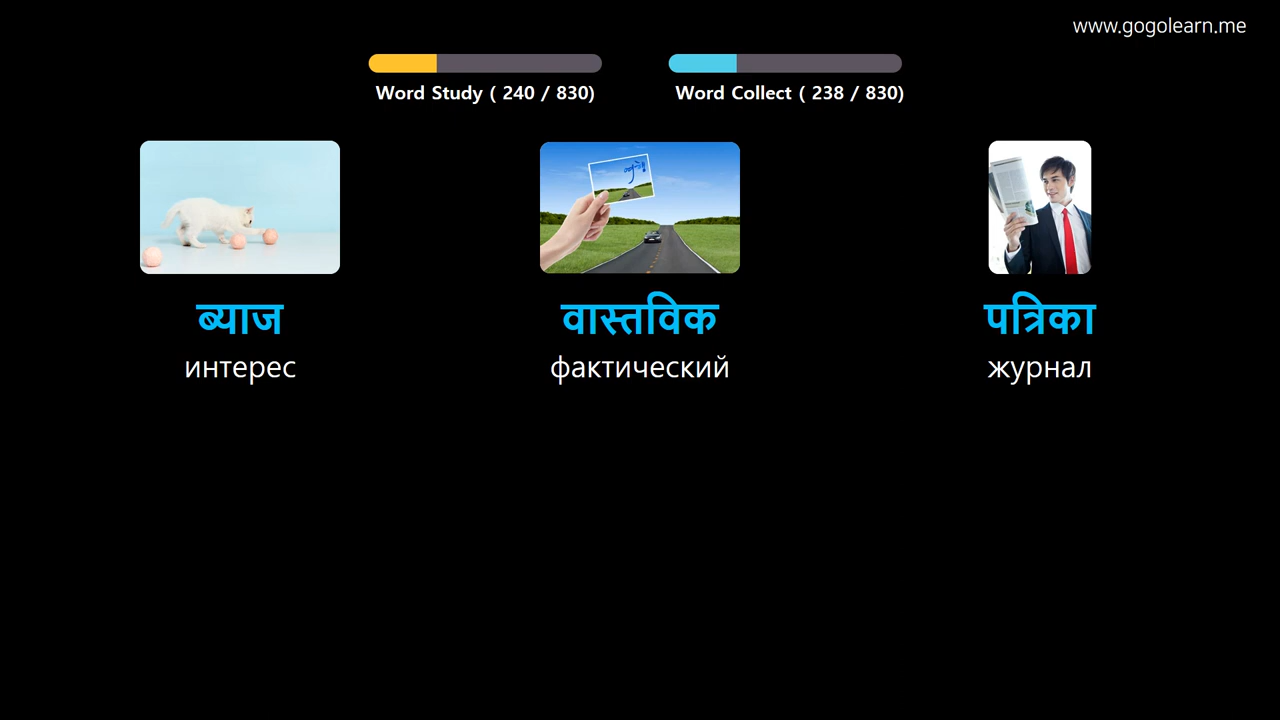 www.gogolearn.me
Word Study ( 240 / 830)
Word Collect ( 238 / 830)
ब्याज
वास्तविक
पत्रिका
интерес
фактический
журнал